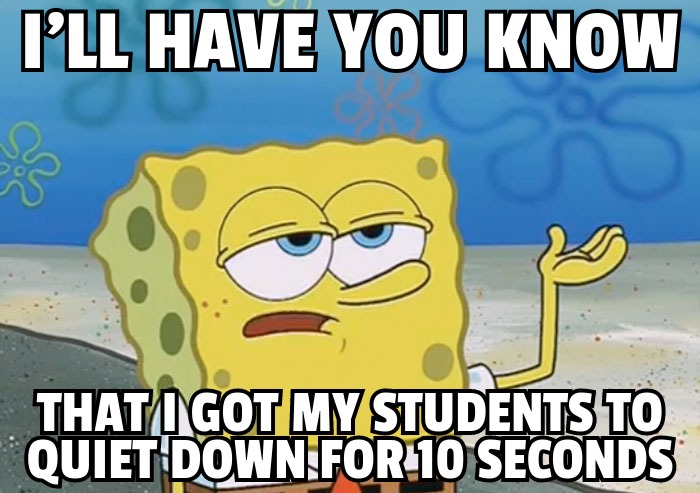 I'LL HAVE YOU KNOW
THAT I GOT MY STUDENTS TO
QUIET DOWN FOR 10 SECONDS